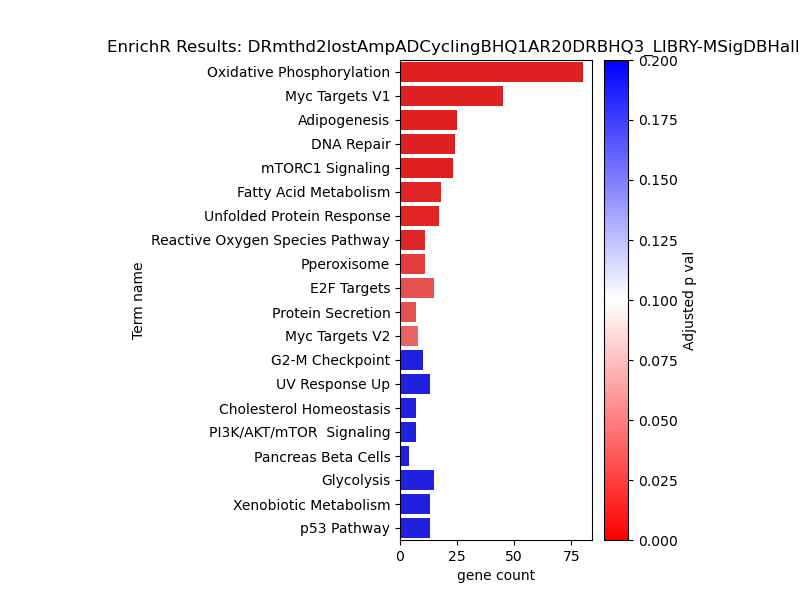 EnrichR Results: DRmthd2lostAmpADCyclingBHQ1AR20DRBHQ3_LIBRY-MSigDBHall
Oxidative Phosphorylation
Myc Targets V1
Adipogenesis
DNA Repair
mTORC1 Signaling
Fatty Acid Metabolism
Unfolded Protein Response
Reactive Oxygen Species Pathway
Pperoxisome
E2F Targets
Protein Secretion
Myc Targets V2
G2-M Checkpoint
UV Response Up
Cholesterol Homeostasis
PI3K/AKT/mTOR  Signaling
Pancreas Beta Cells
Glycolysis
Xenobiotic Metabolism
p53 Pathway
Term name
0 25 50 75
gene count
0.200
0.175
0.150
0.125
0.100
0.075
0.050
0.025
0.000
Adjusted p val